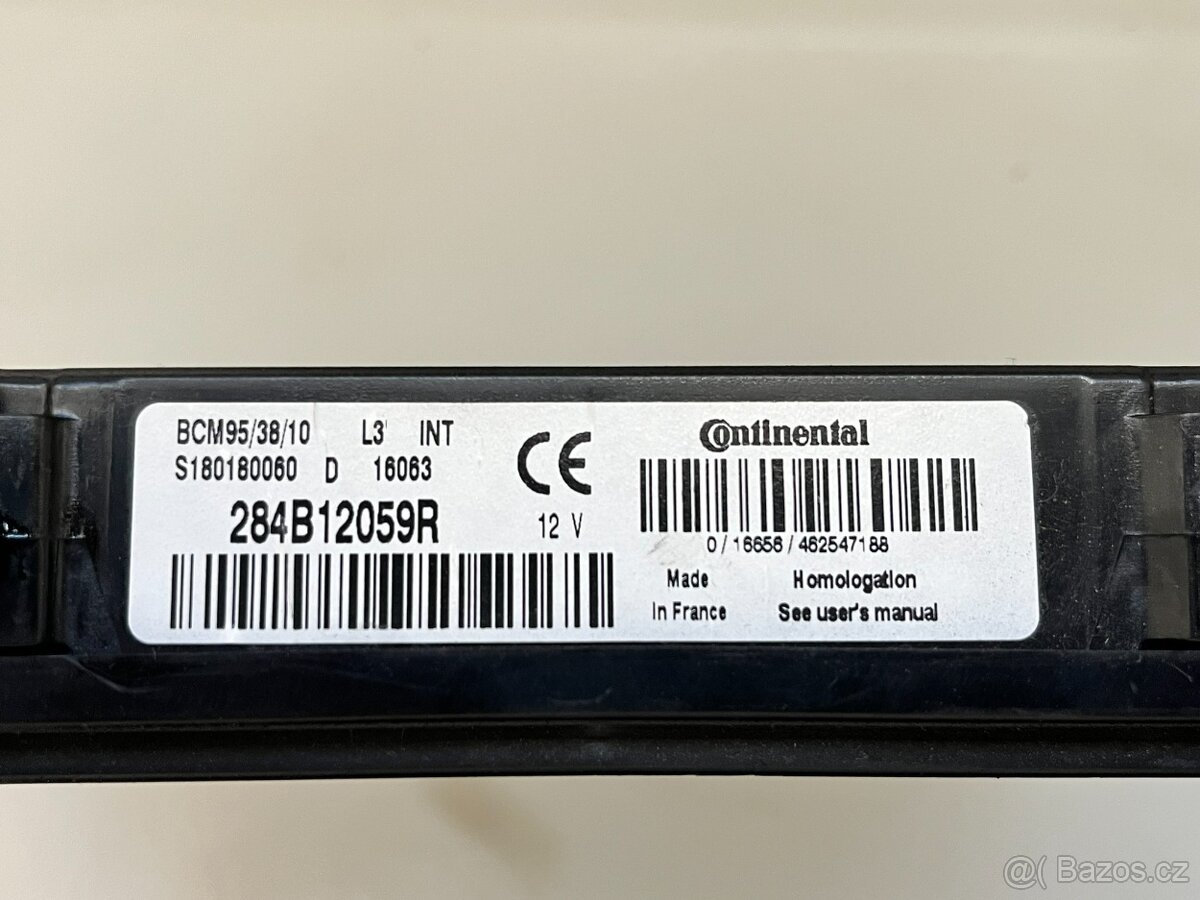 BCM95/38/10 L3' INT
S180180060 D 16063
284B12059R
CE
12 V
Continental
0/16656/462547188
Made
In France
Homologation
See user's manual
@( Bazos.cz